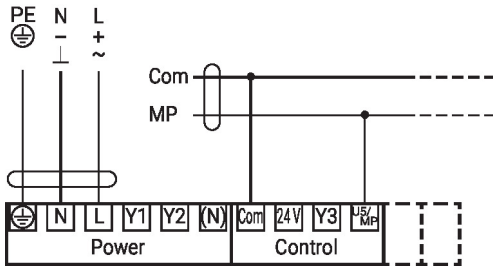 PE N L
– +
⊥ ~
Com
MP
N L Y1 Y2 (N) Com 24V Y3 U5/
MP
Power Control